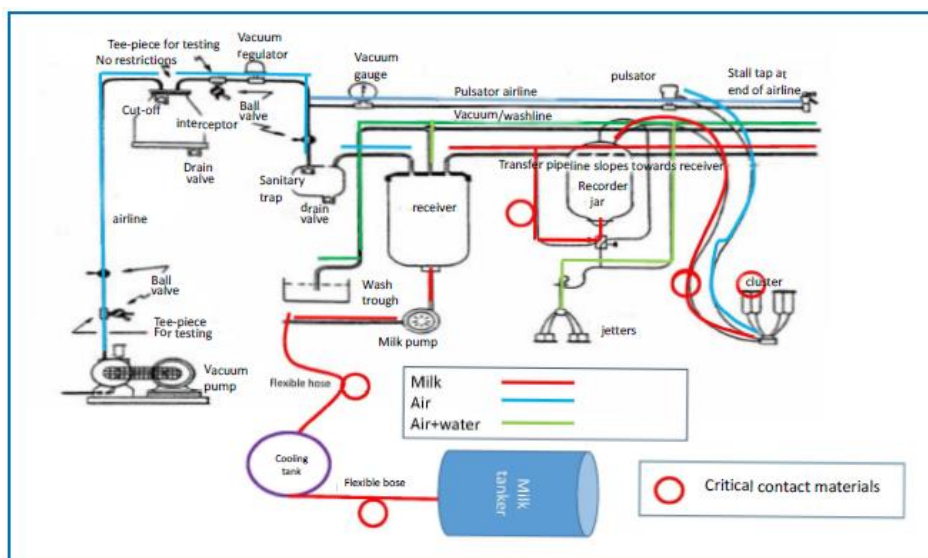 Tee-piece for testing
No restrictions
Vacuum
regulator
Vacuum
gauge
pulsator
Stall tap at
end of airline
Cut-off
interceptor
Ball
valve
Pulsator airline
Vacuum/washline
Drain
valve
Sanitary
trap
drain
valve
receiver
Transfer pipeline slopes towards receiver
Recorder
jar
airline
Ball
valve
Tee-piece
For testing
Wash
trough
Milk pump
jetters
cluster
Vacuum
pump
Flexible hose
Milk
Air
Air+water
Cooling
tank
Flexible bose
Milk
tanker
Critical contact materials